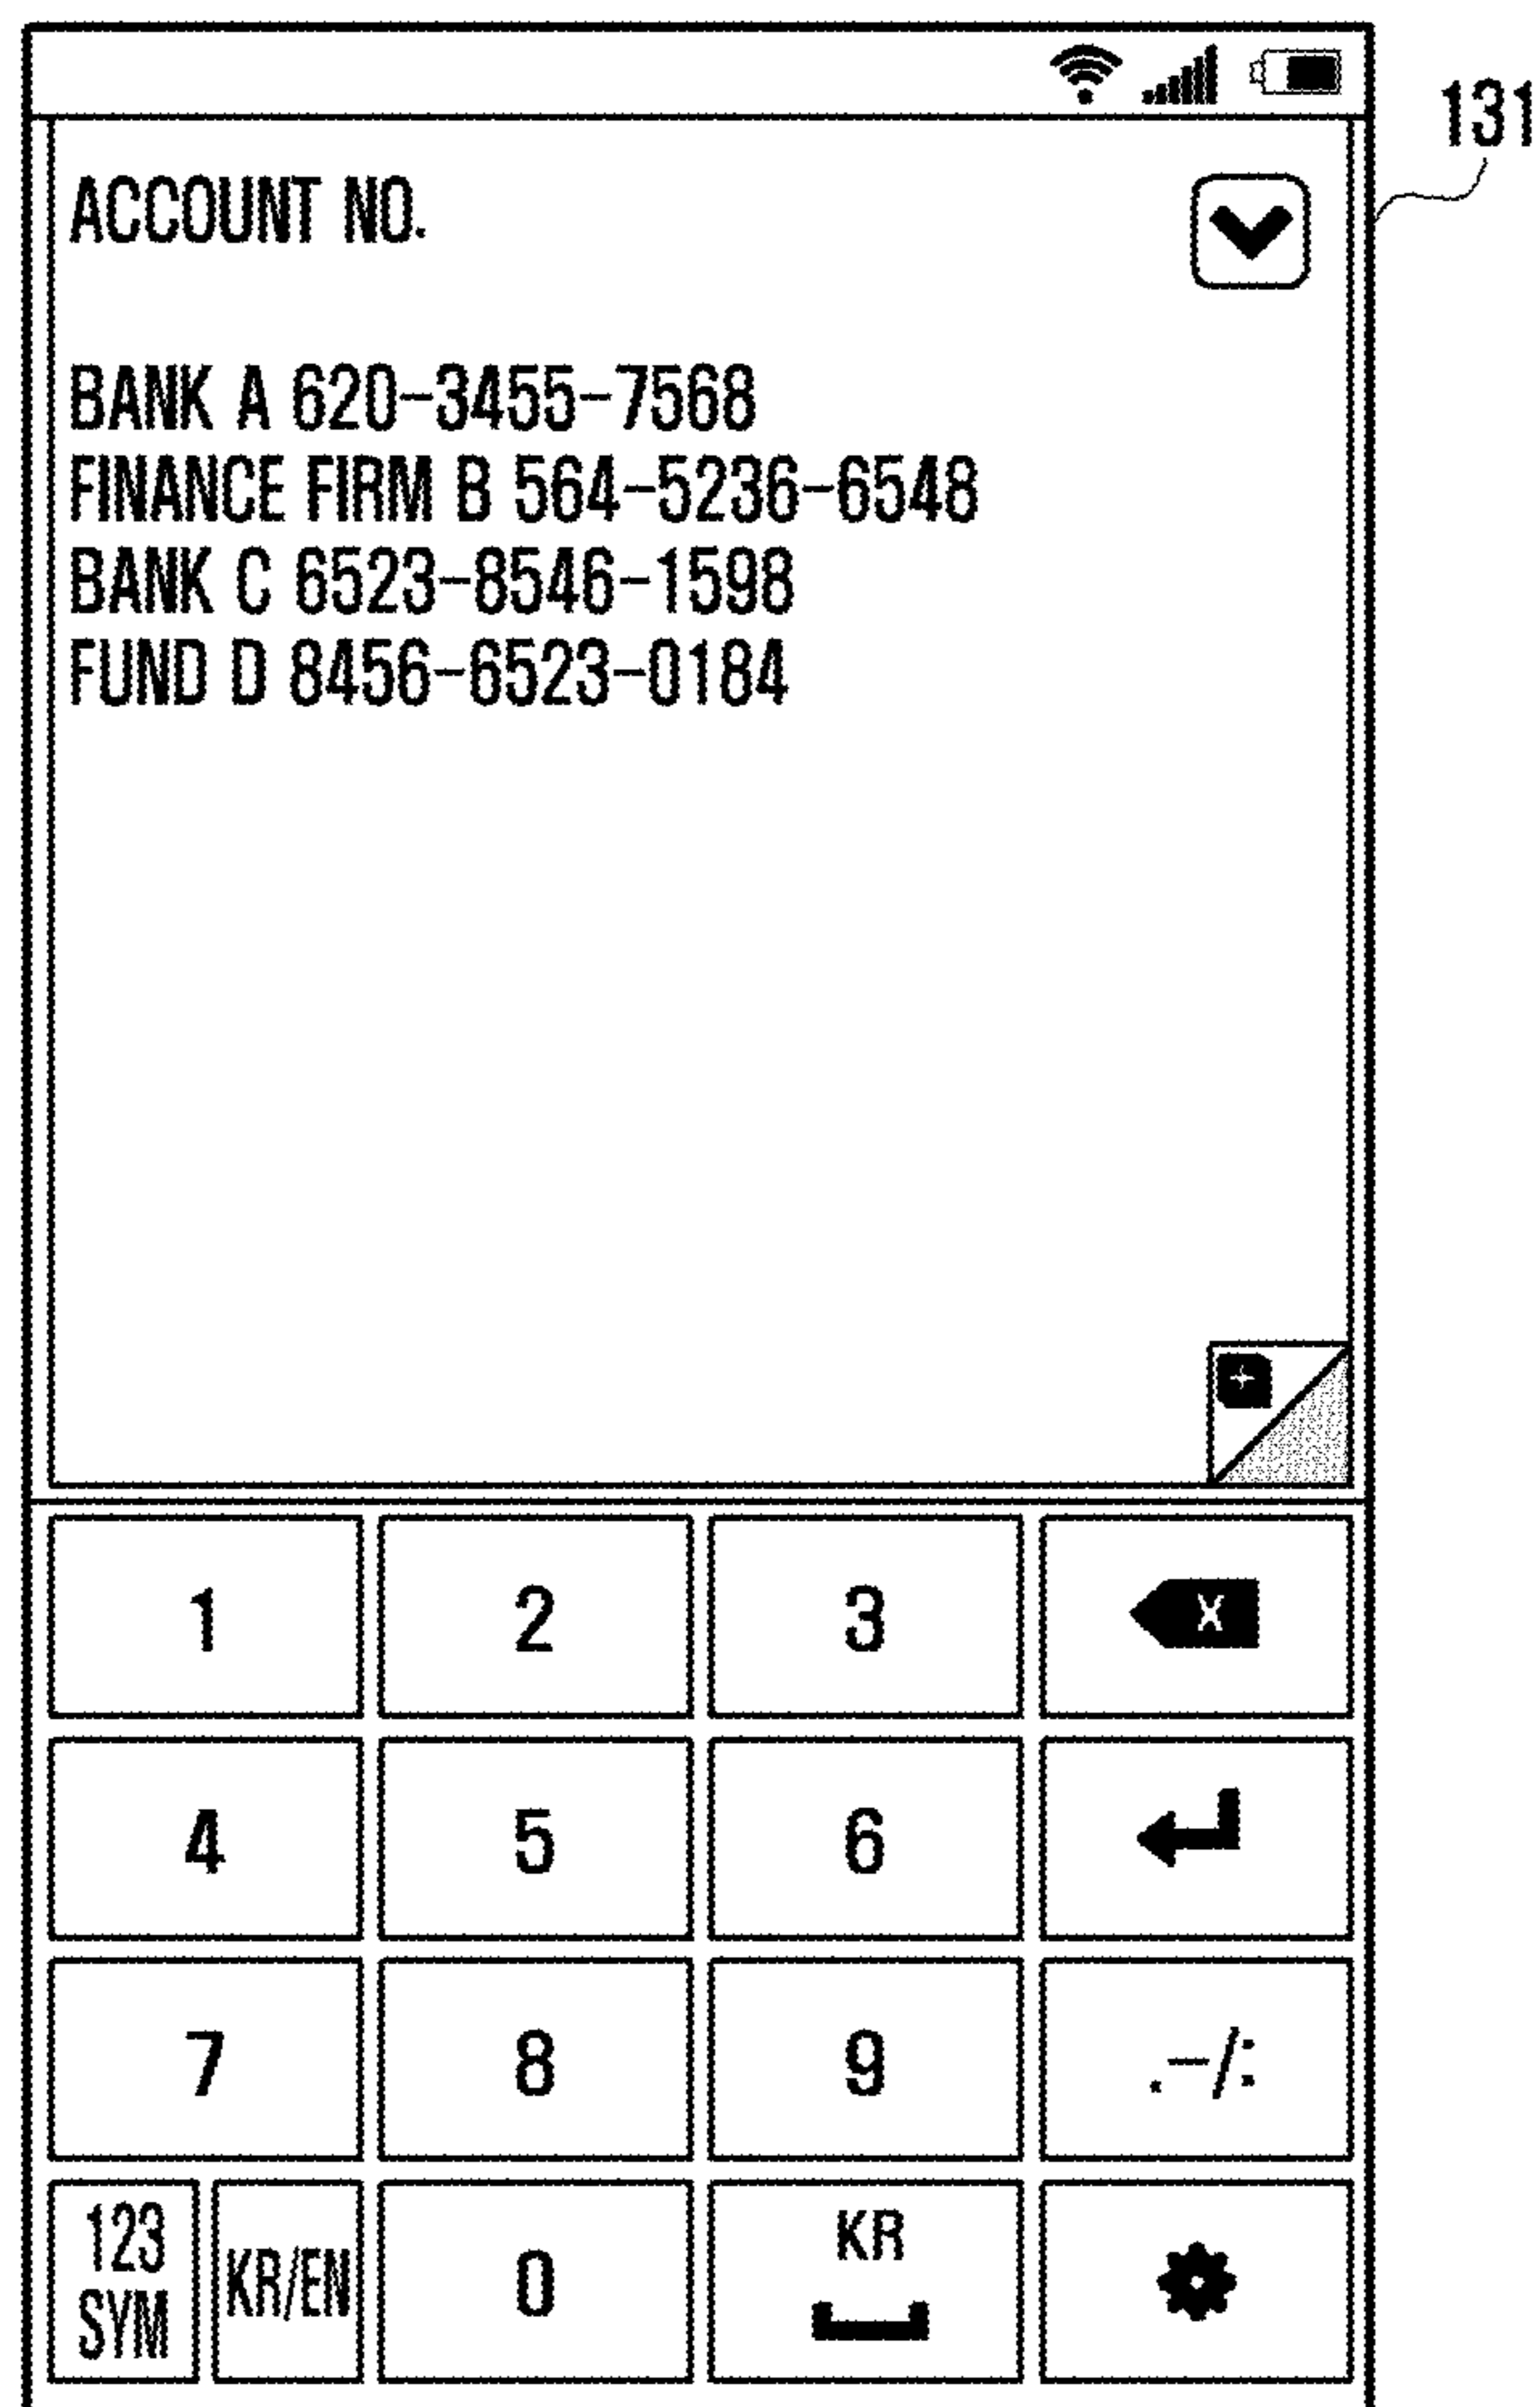 131
ACCOUNT NO.
BANK A 620-3455-7568
FINANCE FIRM B 564-5236-6548
BANK C 6523-8546-1598
FUND D 8456-6523-0184
1 2 3 X
4 5 6
7 8 9 .-/:
123
SYM
KR/EN
0
KR